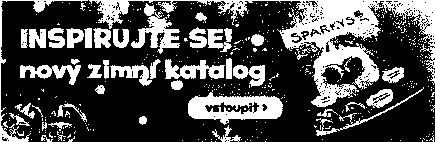 INSPIRUJTE SE!
nový zimní katalog
SPARKYS
vstoupit ›